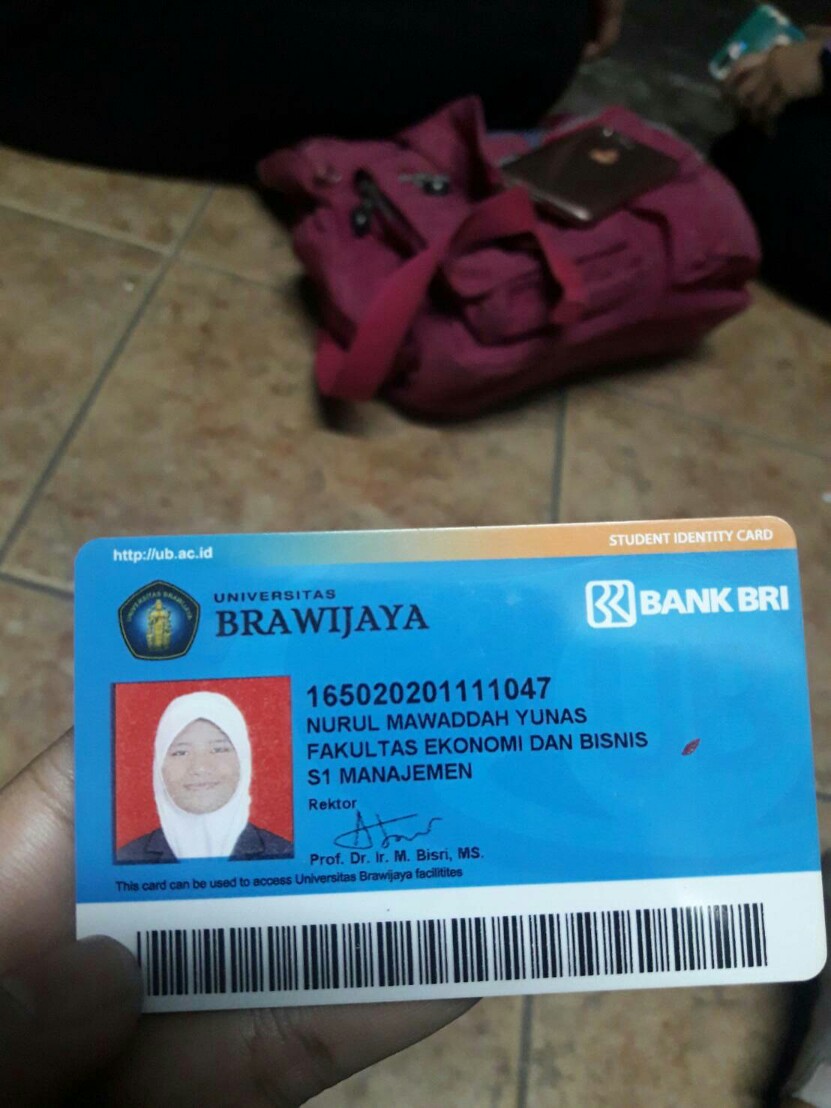 http://ub.ac.id
STUDENT IDENTITY CARD
UNIVERSITAS
BRAWIJAYA
BANK BRI
165020201111047
NURUL MAWADDAH YUNAS
FAKULTAS EKONOMI DAN BISNIS
S1 MANAJEMEN
Rektor
Prof. Dr. Ir. M. Bisri, MS.
This card can be used to access Universitas Brawijaya facilitites